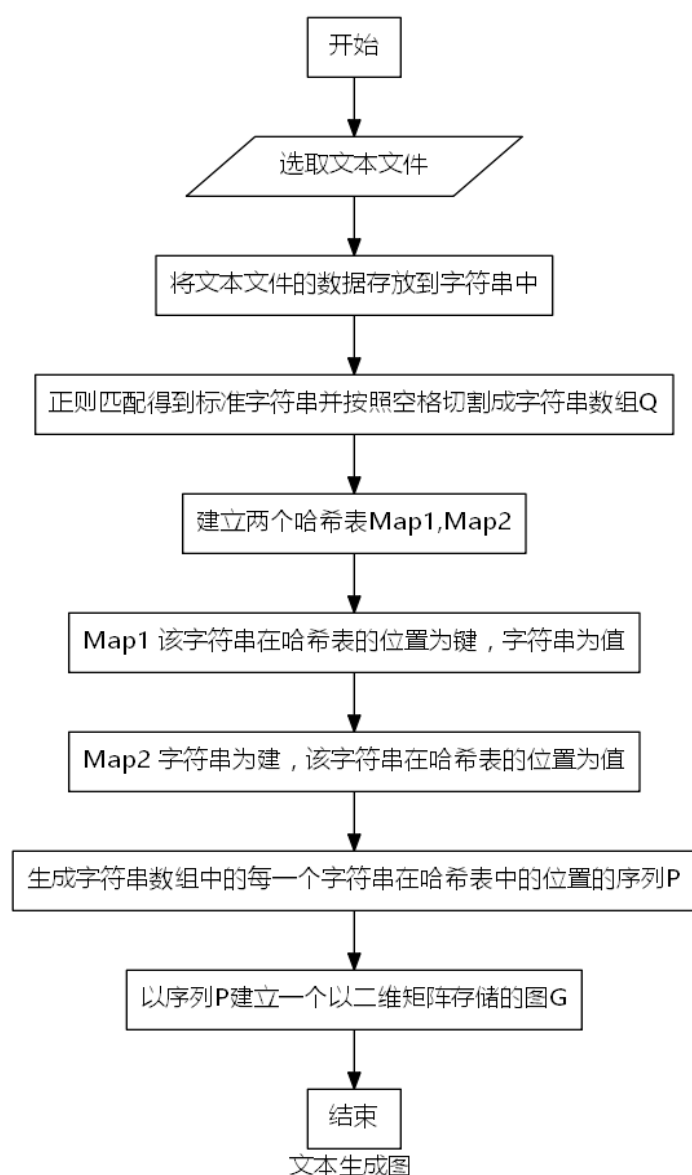 开始
选取文本文件
将文本文件的数据存放到字符串中
正则匹配得到标准字符串并按照空格切割成字符串数组Q
建立两个哈希表Map1,Map2
Map1 该字符串在哈希表的位置为键，字符串为值
Map2 字符串为建，该字符串在哈希表的位置为值
生成字符串数组中的每一个字符串在哈希表中的位置的序列P
以序列P建立一个以二维矩阵存储的图G
结束
文本生成图